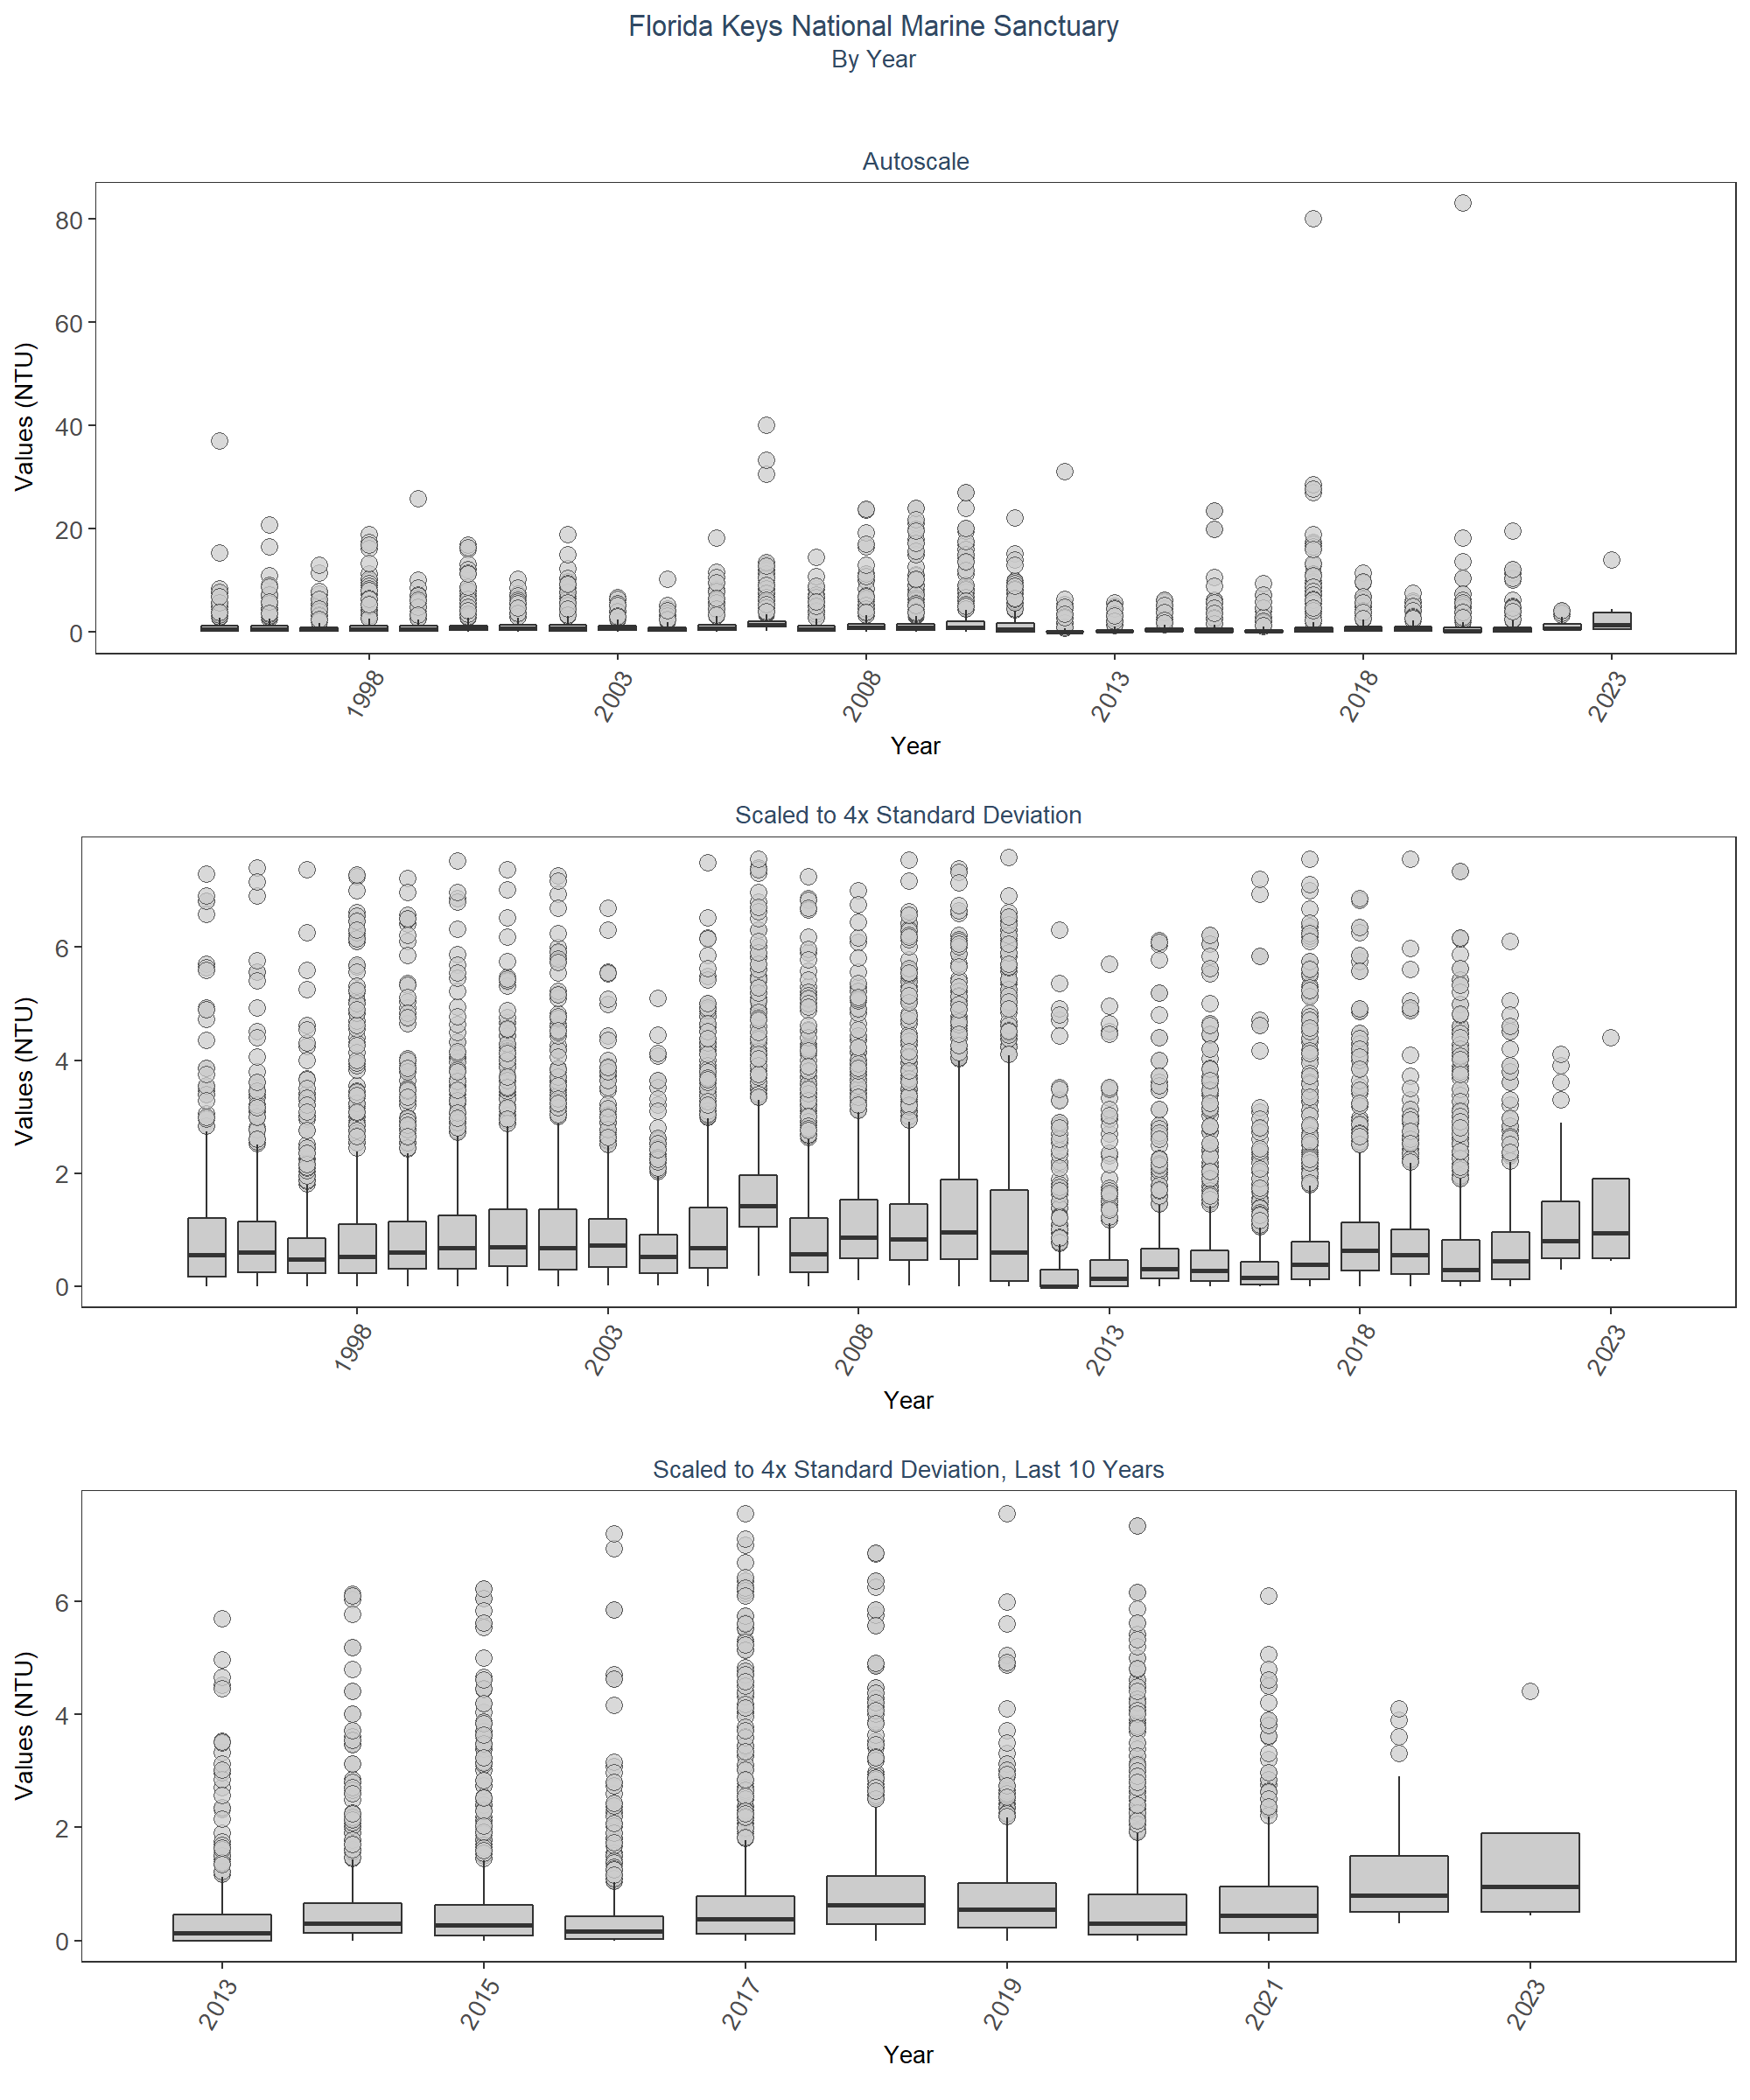 Florida Keys National Marine Sanctuary
By Year
Autoscale
Values (NTU)
80
60
40
20
0
1998
2003
2008
2013
2018
2023
Year
Scaled to 4x Standard Deviation
Values (NTU)
6
4
2
0
1998
2003
2008
2013
2018
2023
Year
Scaled to 4x Standard Deviation, Last 10 Years
Values (NTU)
6
4
2
0
2013
2015
2017
2019
2021
2023
Year